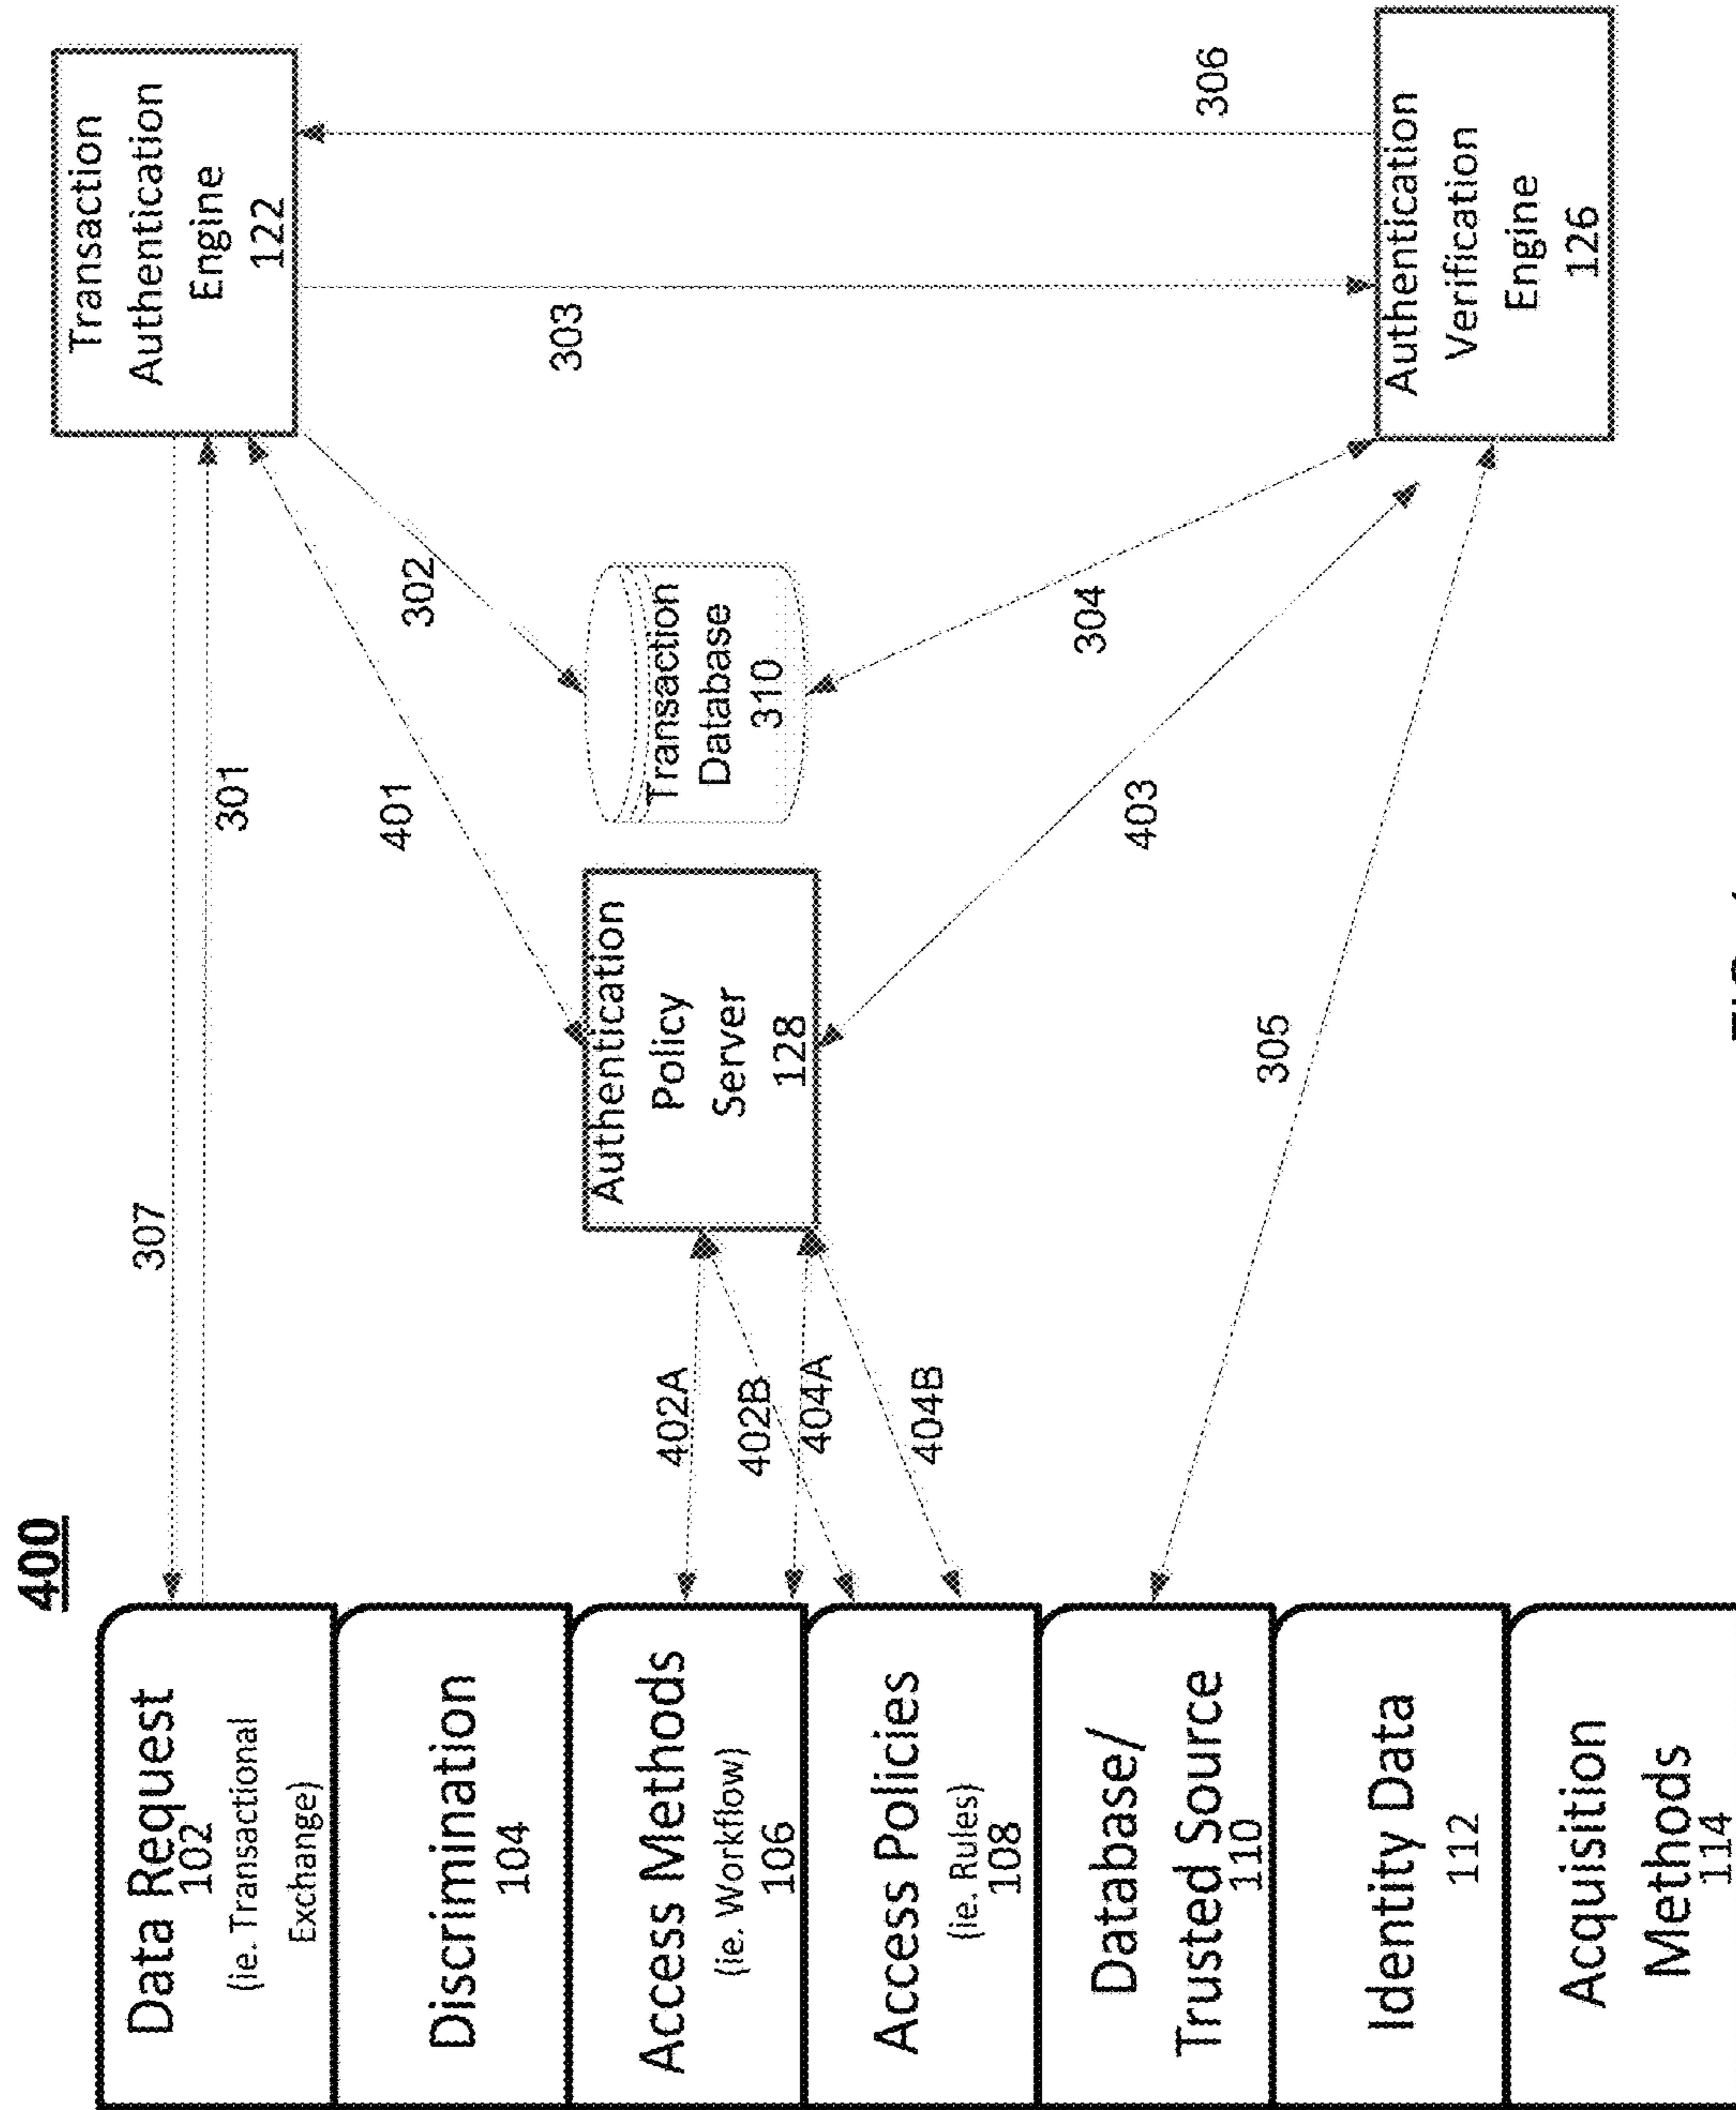 400
Data Request
102
(ie. Transactional
Exchange)
Discrimination
104
Access Methods
(ie. Workflow)
106
Access Policies
(ie. Rules)
108
Database/
Trusted Source
110
Identity Data
112
Acquisition
Methods
114
307
301
401
302
402A
402B
404A
404B
Authentication
Policy
Server
128
Transaction
Database
310
303
306
304
403
305
Transaction
Authentication
Engine
122
Authentication
Verification
Engine
126